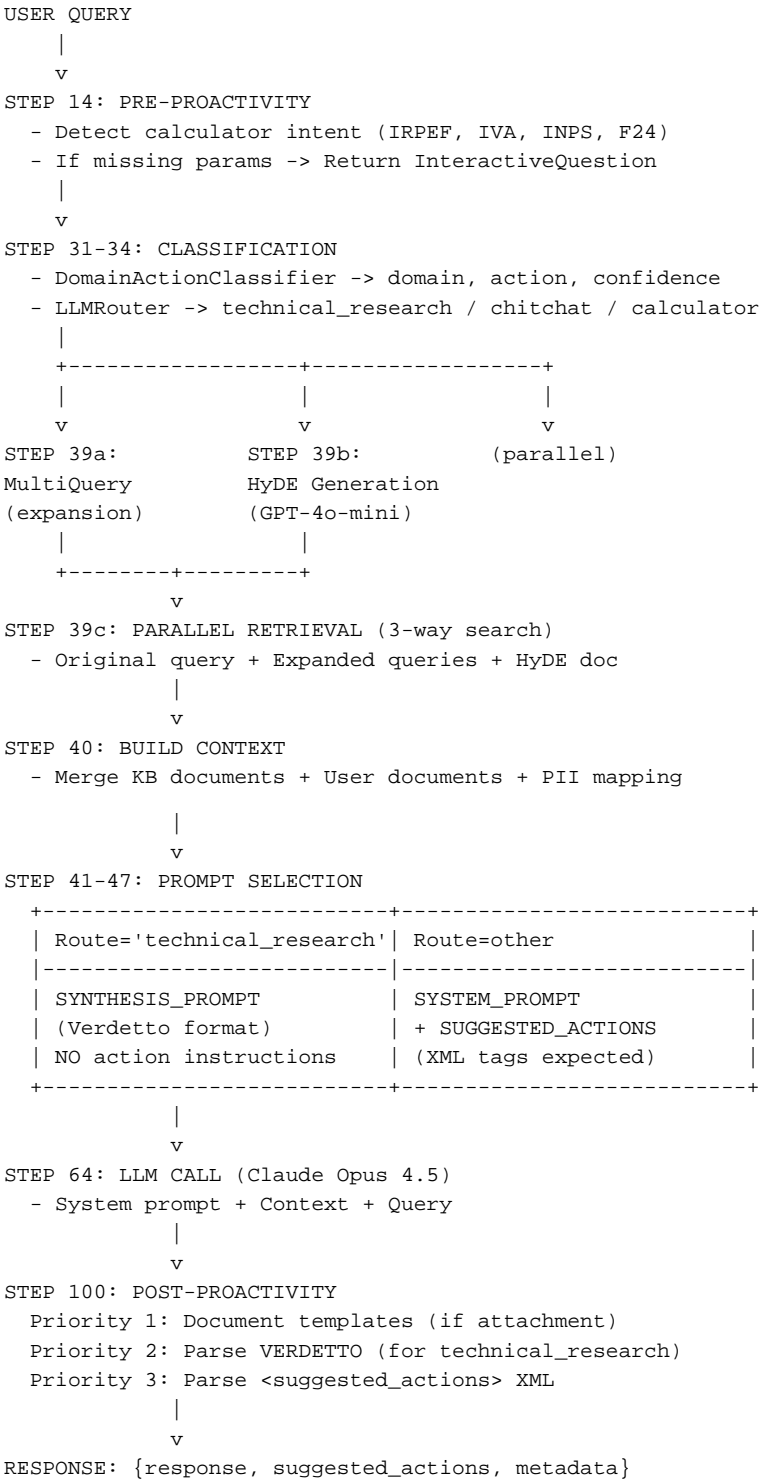 USER QUERY
|
v
STEP 14: PRE-PROACTIVITY
- Detect calculator intent (IRPEF, IVA, INPS, F24)
- If missing params -> Return InteractiveQuestion
|
v
STEP 31-34: CLASSIFICATION
- DomainActionClassifier -> domain, action, confidence
- LLMRouter -> technical_research / chitchat / calculator
|
+------------------+------------------+
| | |
v v v
STEP 39a: STEP 39b: (parallel)
MultiQuery HyDE Generation
(expansion) (GPT-4o-mini)
| |
+--------+---------+
v
STEP 39c: PARALLEL RETRIEVAL (3-way search)
- Original query + Expanded queries + HyDE doc
|
v
STEP 40: BUILD CONTEXT
- Merge KB documents + User documents + PII mapping
|
v
STEP 41-47: PROMPT SELECTION
+---------------------------+---------------------------+
| Route='technical_research'| Route=other |
|---------------------------|---------------------------|
| SYNTHESIS_PROMPT | SYSTEM_PROMPT |
| (Verdetto format) | + SUGGESTED_ACTIONS |
| NO action instructions | (XML tags expected) |
+---------------------------+---------------------------+
|
v
STEP 64: LLM CALL (Claude Opus 4.5)
- System prompt + Context + Query
|
v
STEP 100: POST-PROACTIVITY
Priority 1: Document templates (if attachment)
Priority 2: Parse VERDETTO (for technical_research)
Priority 3: Parse <suggested_actions> XML
|
v
RESPONSE: {response, suggested_actions, metadata}